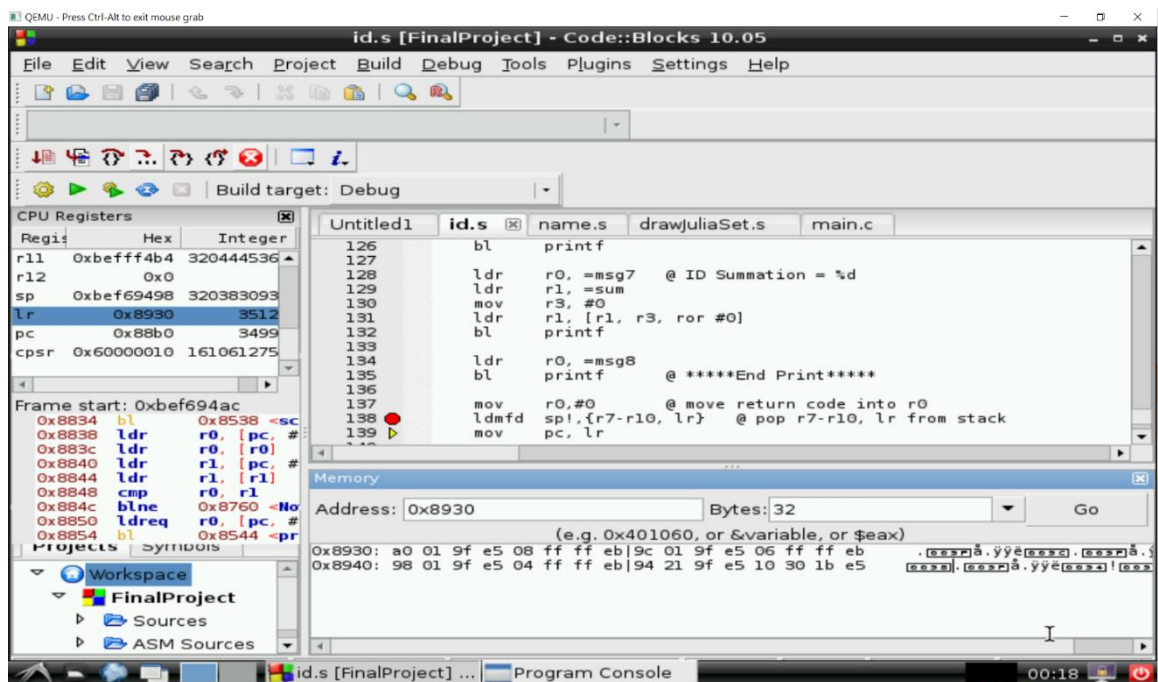 QEMU - Press Ctrl-Alt to exit mouse grab
id.s [FinalProject] - Code::Blocks 10.05
File Edit View Search Project Build Debug Tools Plugins Settings Help
Build target: Debug
CPU Registers
Regis Hex Integer
r11 0xbefff4b4 320444536
r12 0x0
sp 0xbef69498 320383093
lr 0x8930 3512
pc 0x88b0 3499
cpsr 0x60000010 161061275
Frame start: 0xbef694ac
0x8834 bl 0x8538 <sc
0x8838 ldr r0, [pc, #
0x883c ldr r0, [r0]
0x8840 ldr r1, [pc, #
0x8844 ldr r1, [r1]
0x8848 cmp r0, r1
0x884c blne 0x8760 <No
0x8850 ldreq r0, [pc, #
0x8854 bl 0x8544 <pr
Projects Symbols
Workspace
FinalProject
Sources
ASM Sources
Untitled1 id.s name.s drawJuliaSet.s main.c
126 bl printf
127
128 ldr r0, =msg7 @ ID Summation = %d
129 ldr r1, =sum
130 mov r3, #0
131 ldr r1, [r1, r3, ror #0]
132 bl printf
133
134 ldr r0, =msg8
135 bl printf @ *****End Print*****
136
137 mov r0,#0 @ move return code into r0
138 ldmfd sp!,{r7-r10, lr} @ pop r7-r10, lr from stack
139 mov pc, lr
Memory
Address: 0x8930 Bytes: 32 Go
(e.g. 0x401060, or &variable, or $eax)
0x8930: a0 01 9f e5 08 ff ff eb|9c 01 9f e5 06 ff ff eb
0x8940: 98 01 9f e5 04 ff ff eb|94 21 9f e5 10 30 1b e5
id.s [FinalProject] ... Program Console 00:18